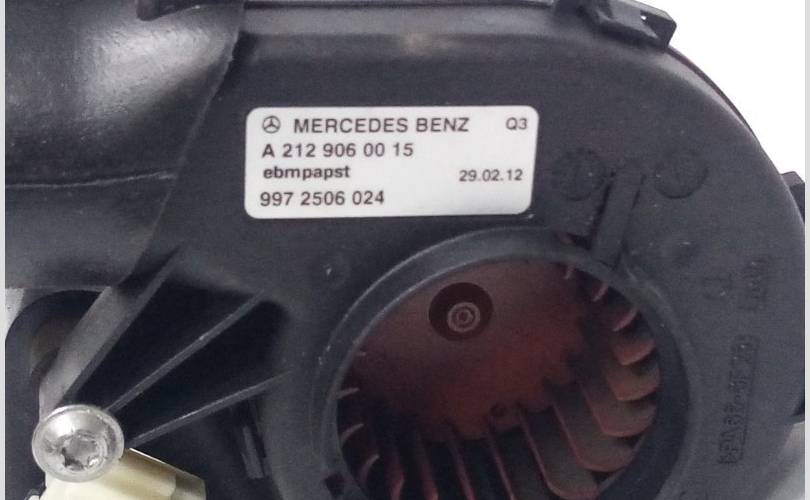 MERCEDES BENZ Q3
A 212 906 00 15
ebmpapst 29.02.12
997 2506 024